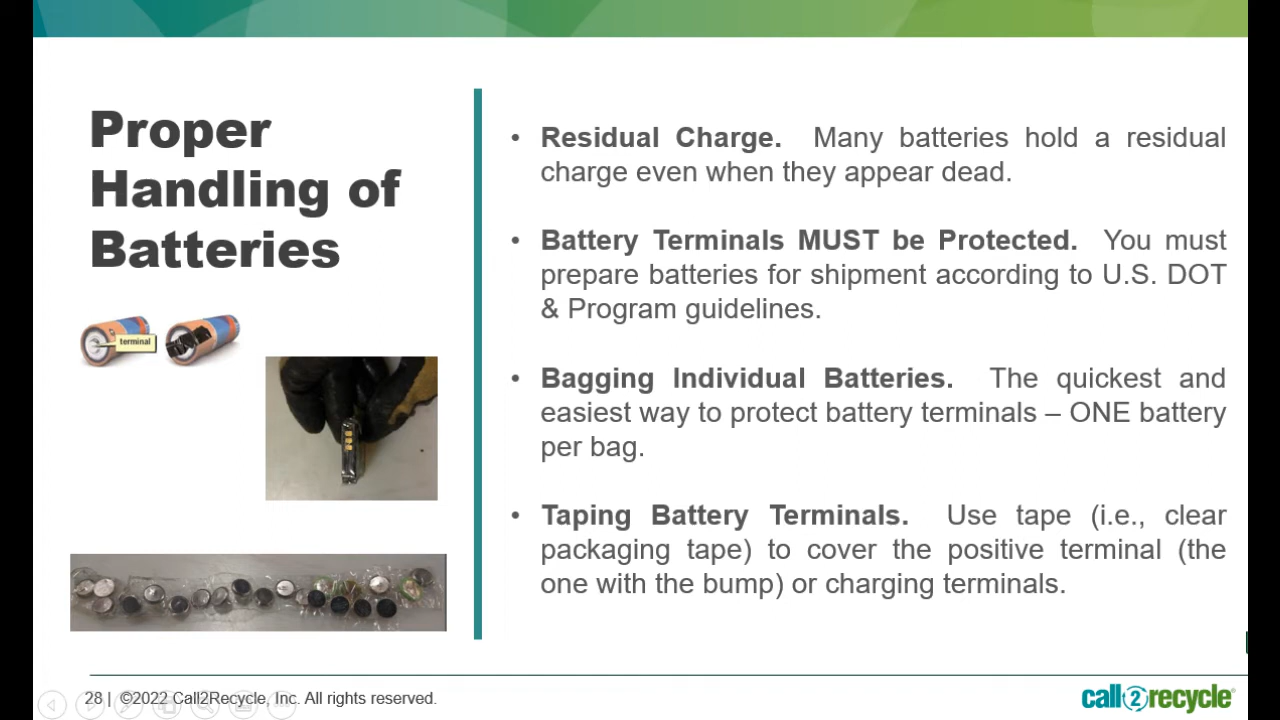 Proper
Handling of
Batteries
terminal
• Residual Charge. Many batteries hold a residual
charge even when they appear dead.
• Battery Terminals MUST be Protected. You must
prepare batteries for shipment according to U.S. DOT
& Program guidelines.
• Bagging Individual Batteries. The quickest and
easiest way to protect battery terminals – ONE battery
per bag.
• Taping Battery Terminals. Use tape (i.e., clear
packaging tape) to cover the positive terminal (the
one with the bump) or charging terminals.
28 | ©2022 Call2Recycle, Inc. All rights reserved.
call2recycle®